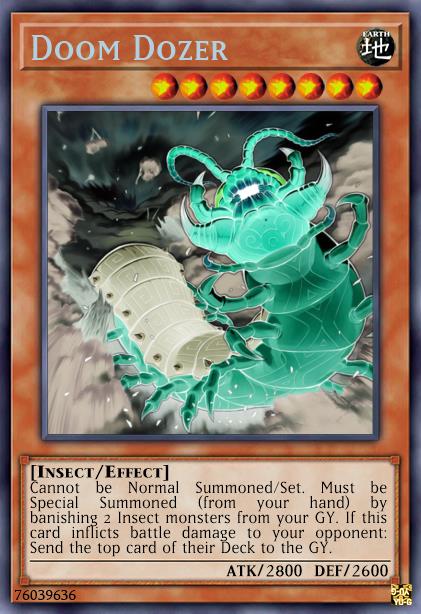 DOOM DOZER
EARTH
地
[INSECT/EFFECT]
Cannot be Normal Summoned/Set. Must be
Special Summoned (from your hand) by
banishing 2 Insect monsters from your GY. If this
card inflicts battle damage to your opponent:
Send the top card of their Deck to the GY.
ATK/2800 DEF/2600
76039636